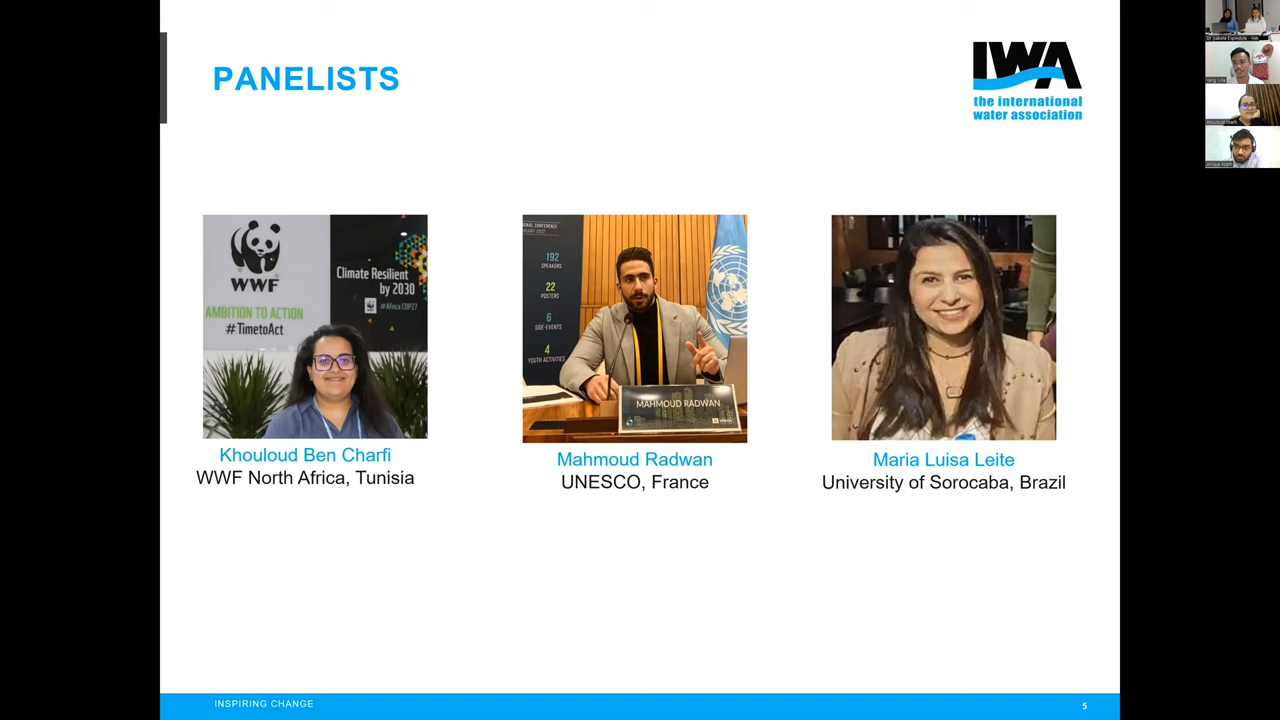 PANELISTS
IWA
the international
water association
WWF
AMBITION TO ACTION
#TimetoAct
Climate Resilient
by 2030
#AfricaCOP27
192
SPEAKERS
22
POSTERS
6
SIDE-EVENTS
4
YOUTH ACTIVITIES
MAHMOUD RADWAN
Khouloud Ben Charfi
WWF North Africa, Tunisia
Mahmoud Radwan
UNESCO, France
Maria Luisa Leite
University of Sorocaba, Brazil
INSPIRING CHANGE
5